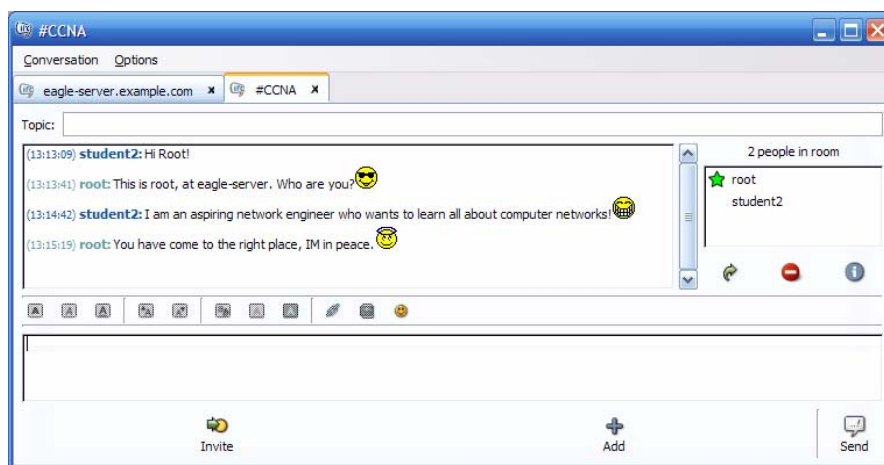 #CCNA
Conversation Options
eagle-server.example.com #CCNA
Topic:
(13:13:09) student2: Hi Root!
(13:13:41) root: This is root, at eagle-server. Who are you?
(13:14:42) student2: I am an aspiring network engineer who wants to learn all about computer networks!
(13:15:19) root: You have come to the right place, IM in peace.
2 people in room
root
student2
Invite
Add
Send